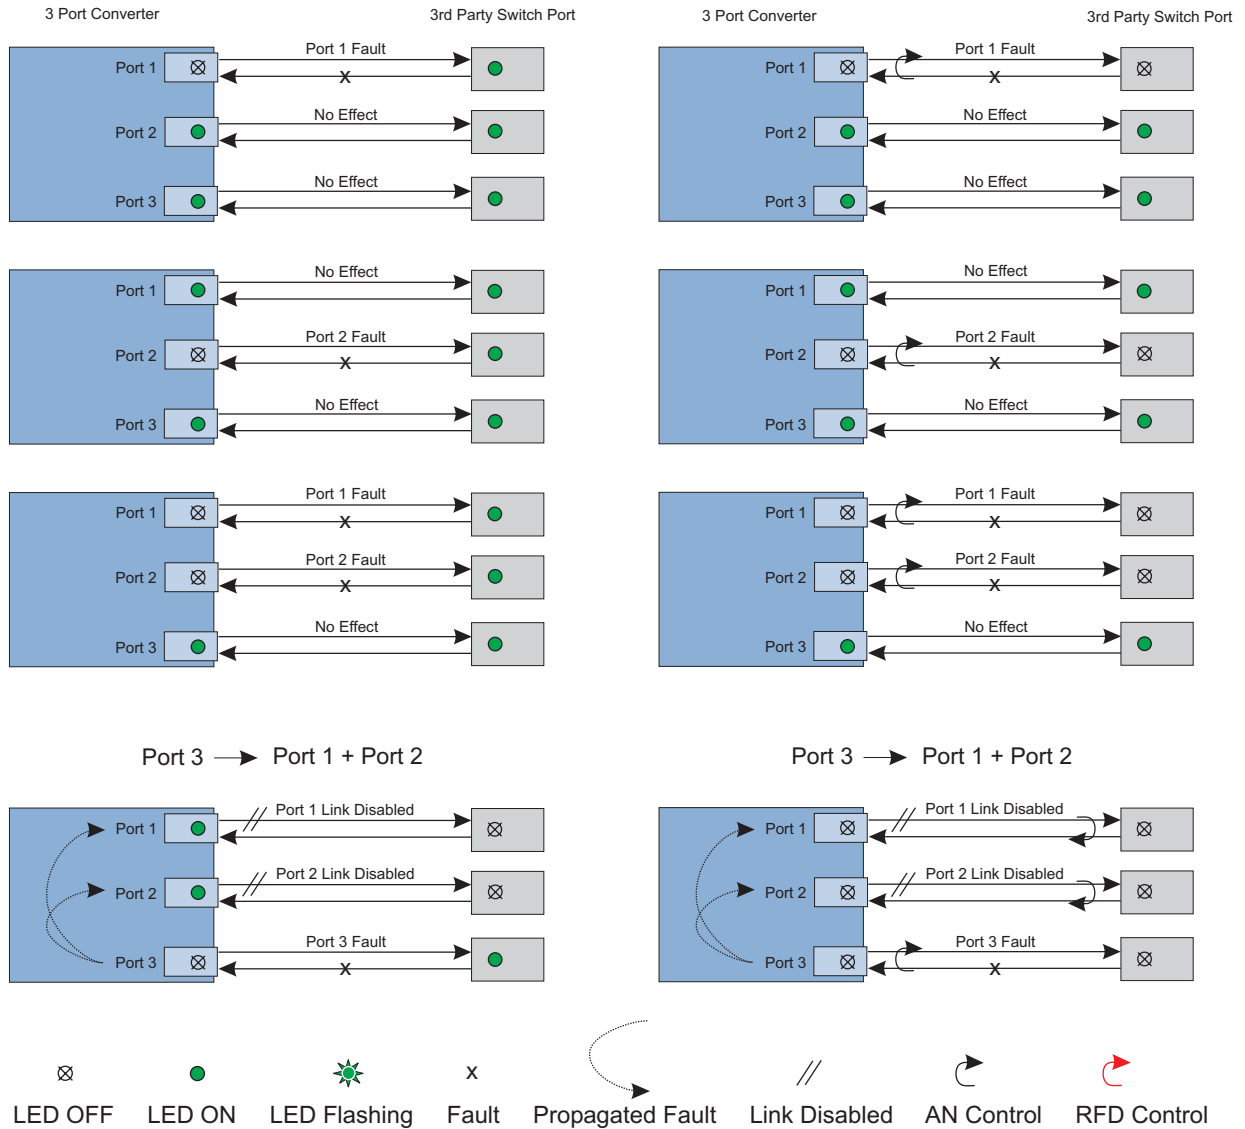 3 Port Converter
3rd Party Switch Port
3 Port Converter
3rd Party Switch Port
Port 1
Port 1 Fault
X
Port 2
No Effect
Port 3
No Effect
Port 1
Port 1 Fault
X
Port 2
No Effect
Port 3
No Effect
Port 1
No Effect
Port 2
Port 2 Fault
X
Port 3
No Effect
Port 1
No Effect
Port 2
Port 2 Fault
X
Port 3
No Effect
Port 1
Port 1 Fault
X
Port 2
Port 2 Fault
X
Port 3
No Effect
Port 1
Port 1 Fault
X
Port 2
Port 2 Fault
X
Port 3
No Effect
Port 3 → Port 1 + Port 2
Port 3 → Port 1 + Port 2
Port 1
Port 1 Link Disabled
Port 2
Port 2 Link Disabled
Port 3
Port 3 Fault
X
Port 1
Port 1 Link Disabled
Port 2
Port 2 Link Disabled
Port 3
Port 3 Fault
X
X
LED OFF
LED ON
LED Flashing
Fault
Propagated Fault
Link Disabled
AN Control
RFD Control